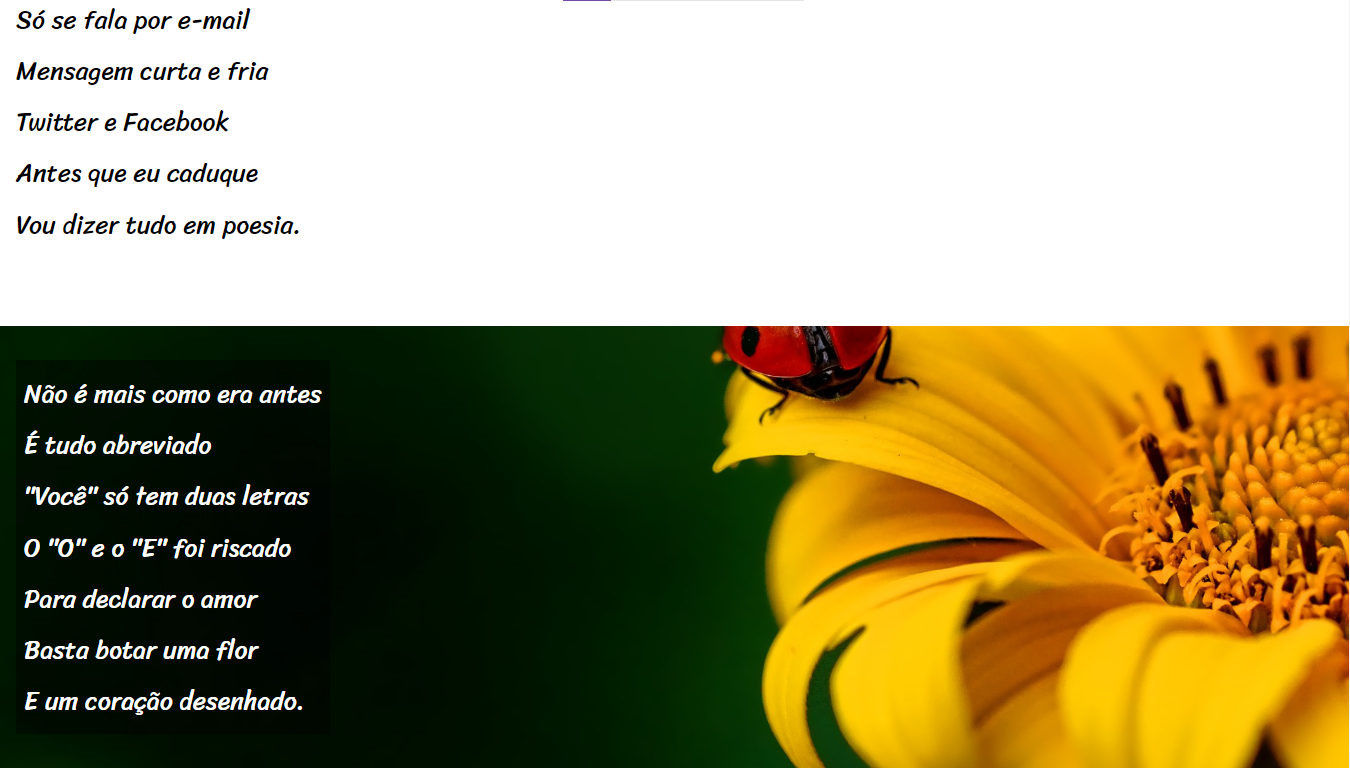 Só se fala por e-mail
Mensagem curta e fria
Twitter e Facebook
Antes que eu caduque
Vou dizer tudo em poesia.
Não é mais como era antes
É tudo abreviado
"Você" só tem duas letras
O "O" e o "E" foi riscado
Para declarar o amor
Basta botar uma flor
E um coração desenhado.